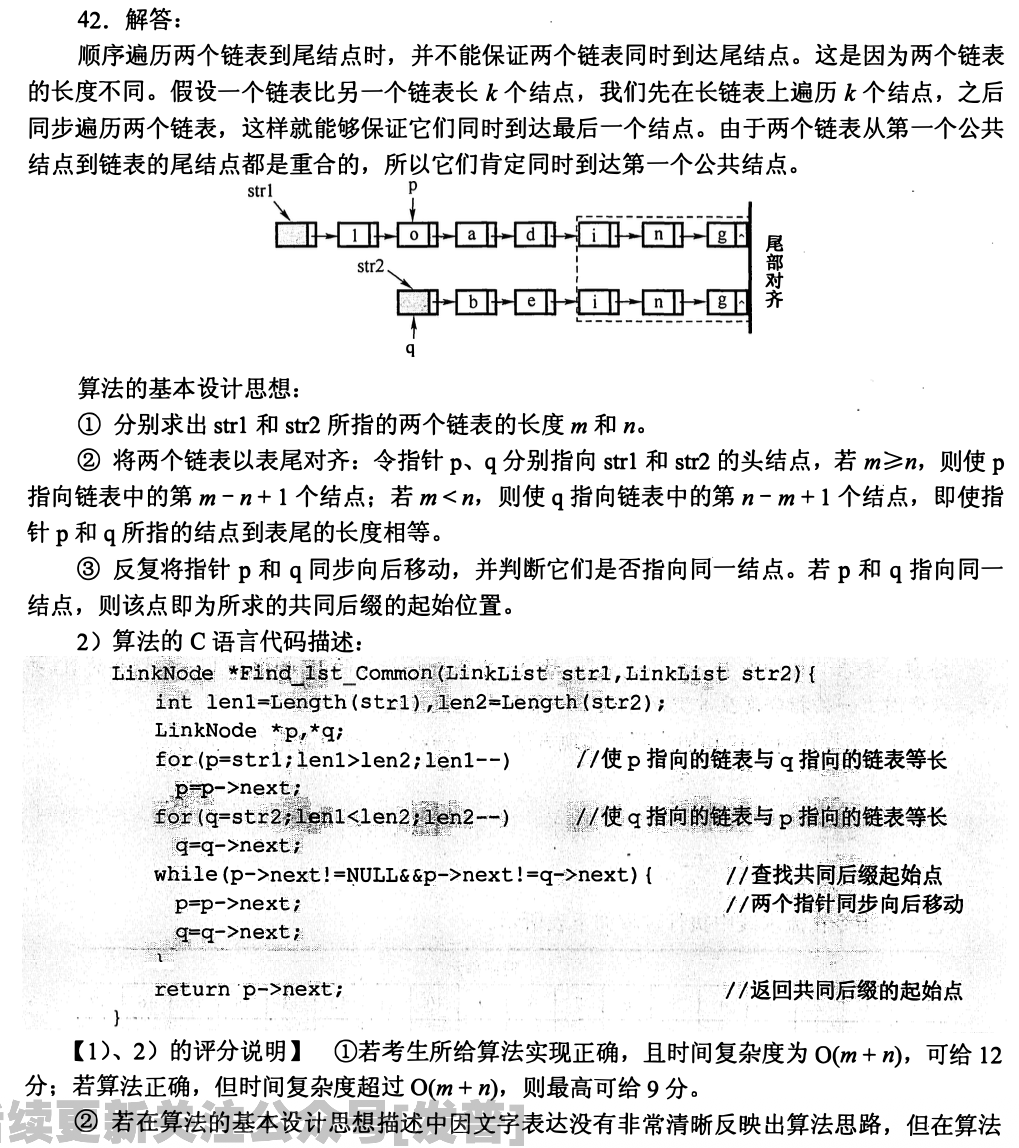 42．解答：
顺序遍历两个链表到尾结点时，并不能保证两个链表同时到达尾结点。这是因为两个链表
的长度不同。假设一个链表比另一个链表长 k 个结点，我们先在长链表上遍历 k 个结点，之后
同步遍历两个链表，这样就能够保证它们同时到达最后一个结点。由于两个链表从第一个公共
结点到链表的尾结点都是重合的，所以它们肯定同时到达第一个公共结点。
str1 p
l o a d i n g ^
尾部对齐
str2
b e i n g ^
q
算法的基本设计思想：
① 分别求出 str1 和 str2 所指的两个链表的长度 m 和 n。
② 将两个链表以表尾对齐：令指针 p、q 分别指向 str1 和 str2 的头结点，若 m≥n，则使 p
指向链表中的第 m－n＋1 个结点；若 m＜n，则使 q 指向链表中的第 n－m＋1 个结点，即使指
针 p 和 q 所指的结点到表尾的长度相等。
③ 反复将指针 p 和 q 同步向后移动，并判断它们是否指向同一结点。若 p 和 q 指向同一
结点，则该点即为所求的共同后缀的起始位置。
2）算法的 C 语言代码描述：
LinkNode *Find_1st_Common(LinkList str1,LinkList str2){
int len1=Length(str1),len2=Length(str2);
LinkNode *p,*q;
for(p=str1;len1>len2;len1--) //使 p 指向的链表与 q 指向的链表等长
p=p->next;
for(q=str2;len1<len2;len2--) //使 q 指向的链表与 p 指向的链表等长
q=q->next;
while(p->next!=NULL&&p->next!=q->next){ //查找共同后缀起始点
p=p->next; //两个指针同步向后移动
q=q->next;
}
return p->next; //返回共同后缀的起始点
}
【1）、2）的评分说明】 ①若考生所给算法实现正确，且时间复杂度为 O(m＋n)，可给 12
分；若算法正确，但时间复杂度超过 O(m＋n)，则最高可给 9 分。
② 若在算法的基本设计思想描述中因文字表达没有非常清晰反映出算法思路，但在算法